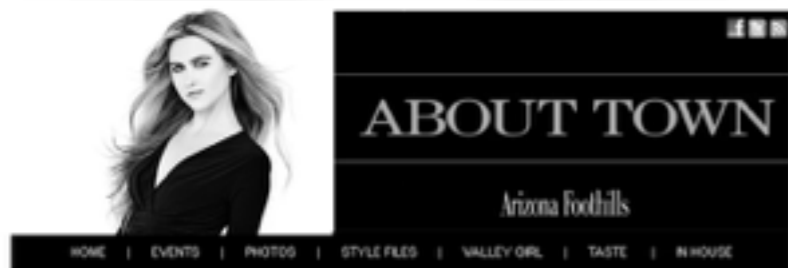 ABOUT TOWN
Arizona Foothills
HOME | EVENTS | PHOTOS | STYLE FILES | VALLEY GIRL | TASTE | IN HOUSE